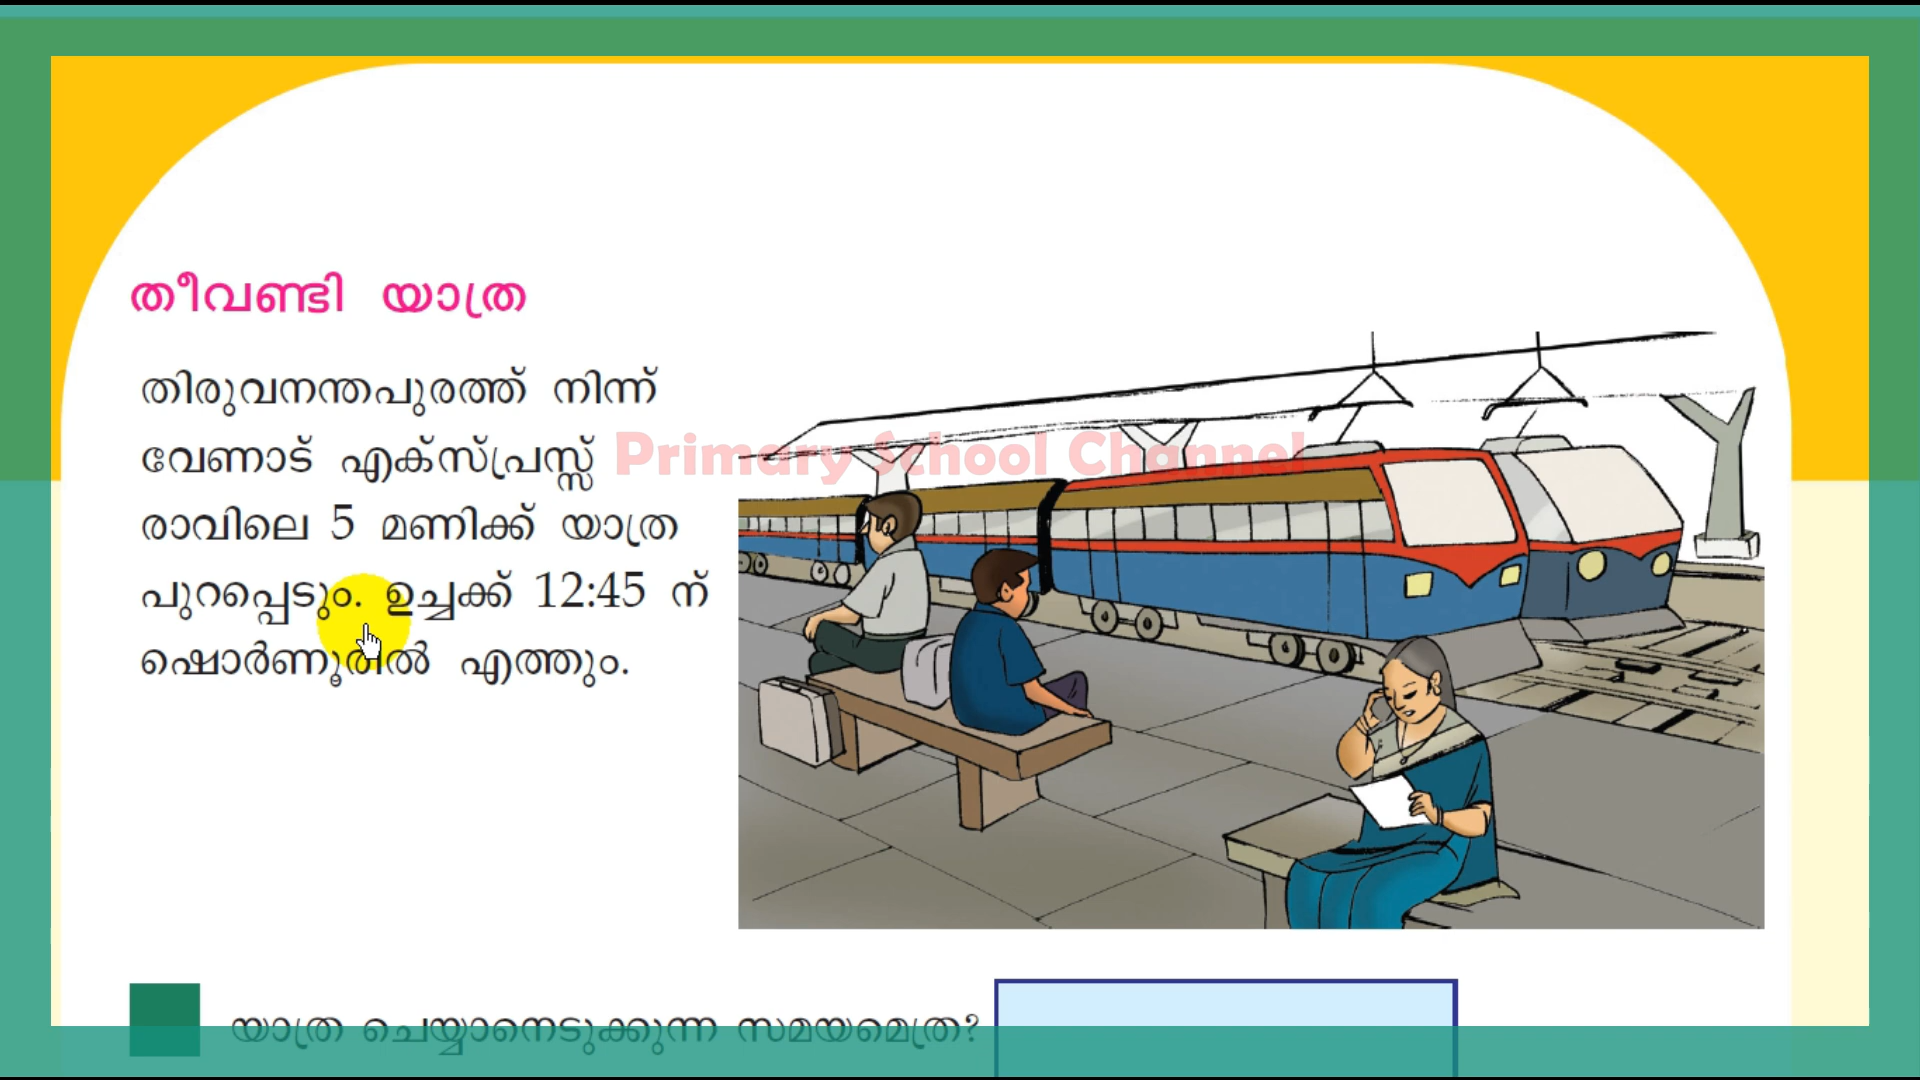 തീവണ്ടി യാത്ര
തിരുവനന്തപുരത്ത് നിന്ന്
വേണാട് എക്സ്പ്രസ്സ്
രാവിലെ 5 മണിക്ക് യാത്ര
പുറപ്പെടും. ഉച്ചക്ക് 12:45 ന്
ഷൊർണൂരിൽ എത്തും.
Primary School Channel
യാത്ര ചെയ്യാനെടുക്കുന്ന സമയമെത്ര?